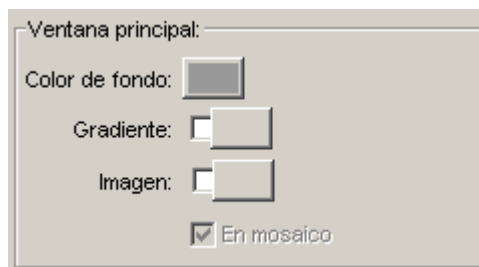 Ventana principal:
Color de fondo:
Gradiente:
Imagen:
En mosaico